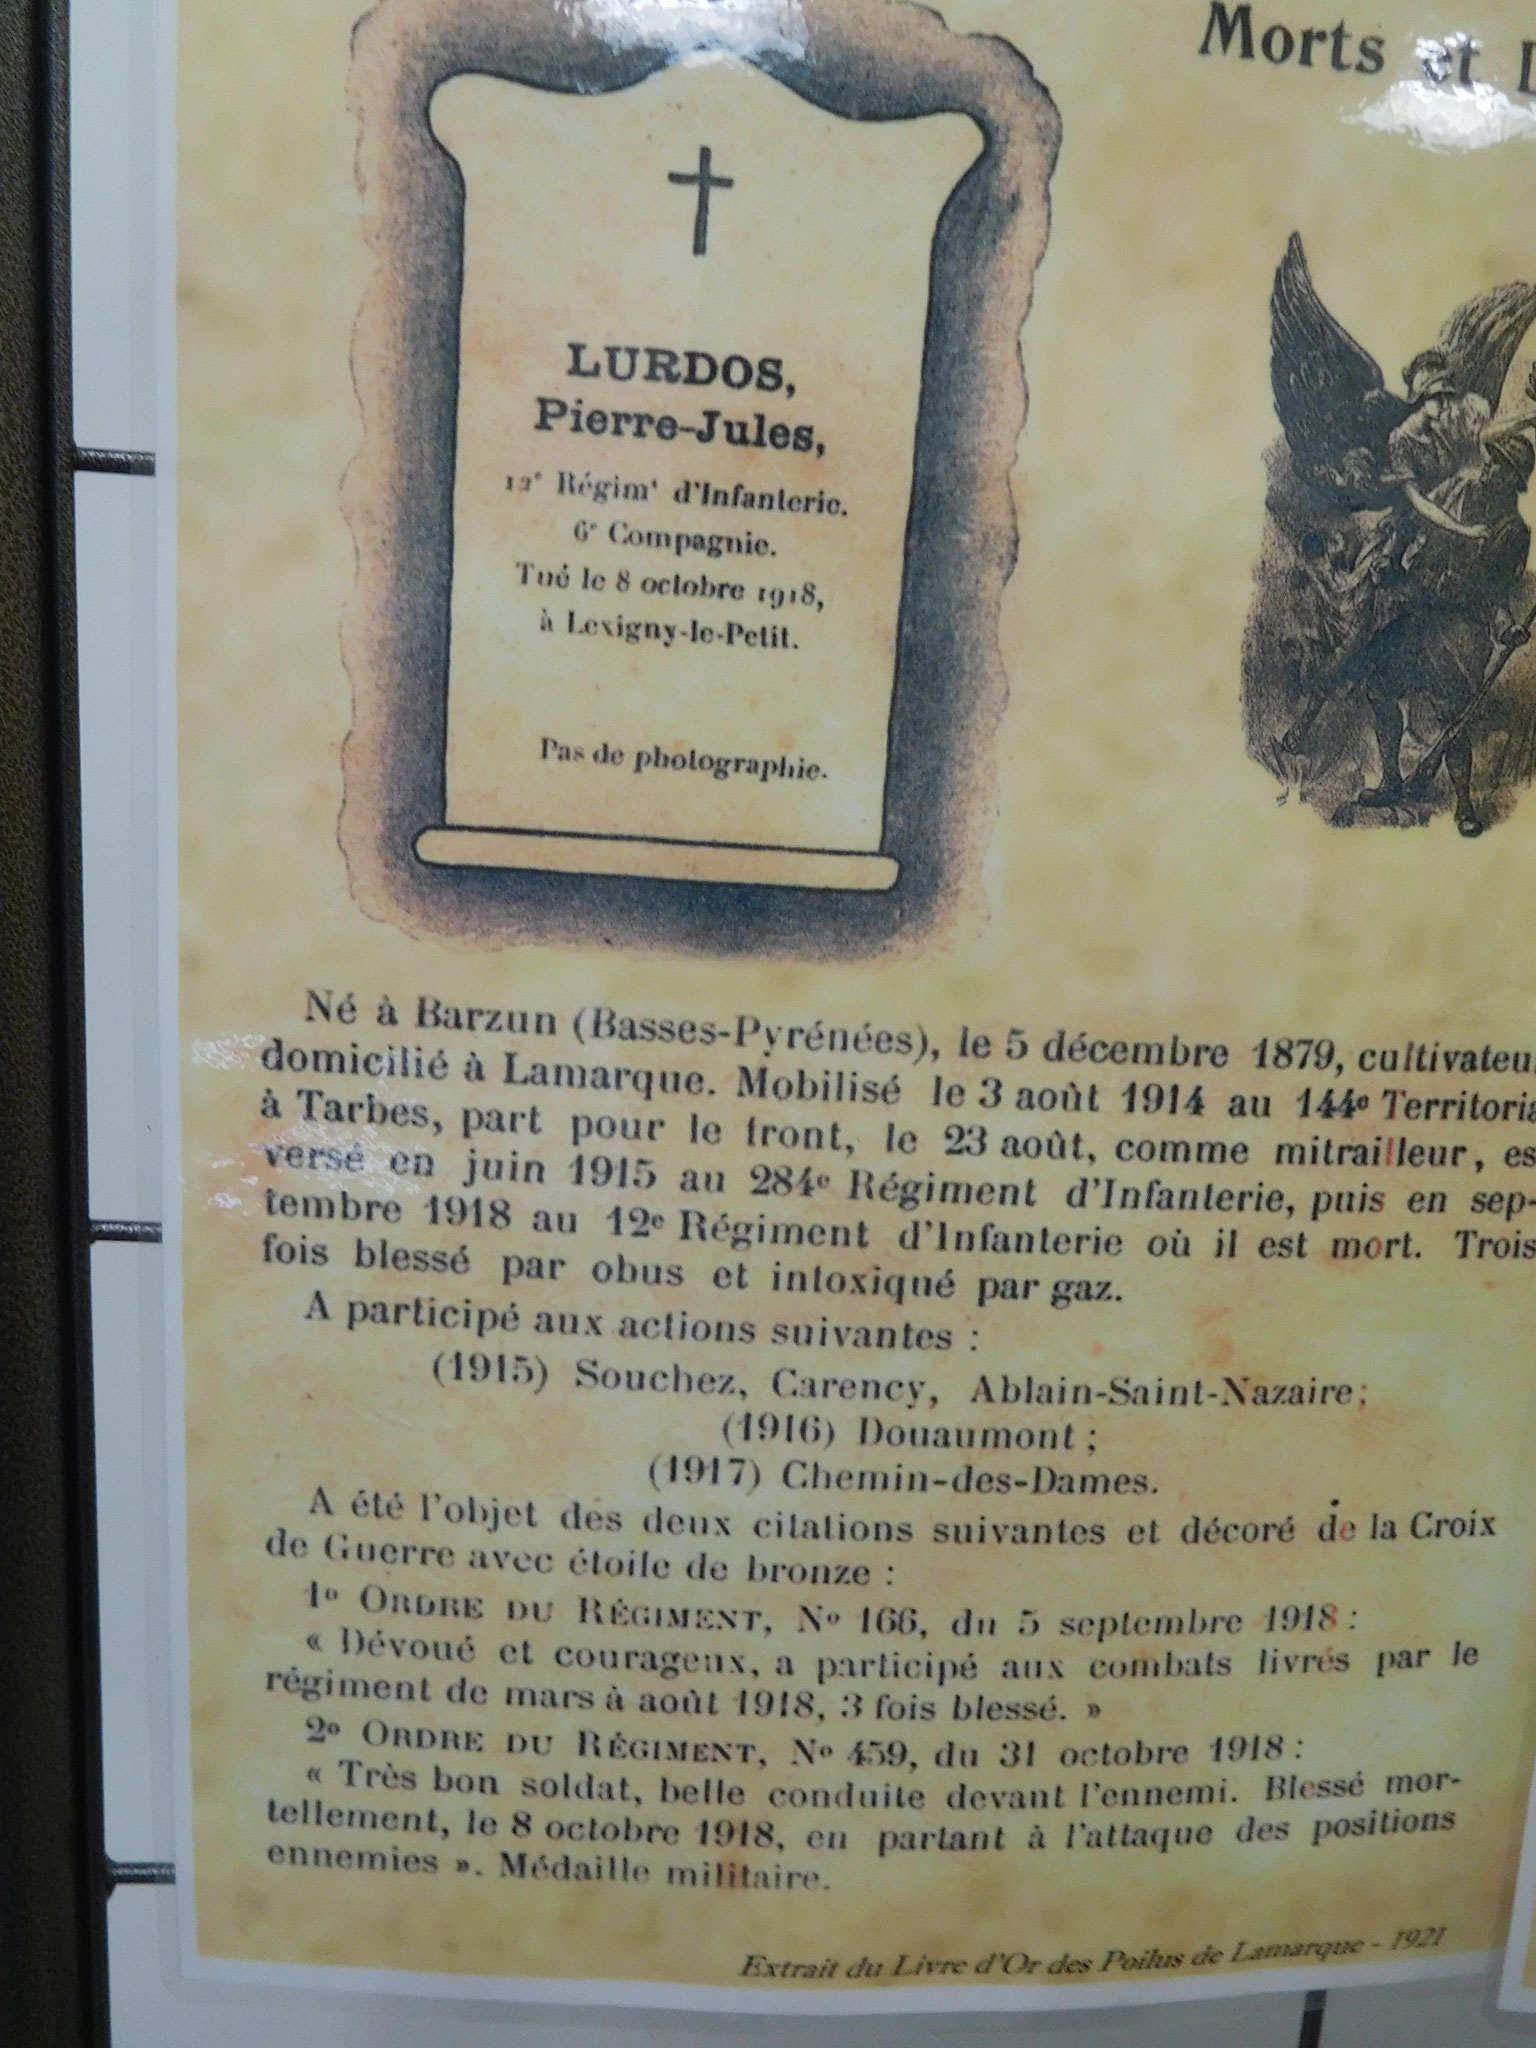 Morts et
LURDOS,
Pierre-Jules,
12e Régimt d'Infanterie.
6e Compagnie.
Tué le 8 octobre 1918,
à Lexigny-le-Petit.
Pas de photographie.
Né à Barzun (Basses-Pyrénées), le 5 décembre 1879, cultivateur
domicilié à Lamarque. Mobilisé le 3 août 1914 au 144e Territoria
à Tarbes, part pour le front, le 23 août, comme mitrailleur, es
versé en juin 1915 au 284e Régiment d'Infanterie, puis en sep-
tembre 1918 au 12e Régiment d'Infanterie où il est mort. Trois
fois blessé par obus et intoxiqué par gaz.
A participé aux actions suivantes :
(1915) Souchez, Carency, Ablain-Saint-Nazaire;
(1916) Douaumont ;
(1917) Chemin-des-Dames.
A été l'objet des deux citations suivantes et décoré de la Croix
de Guerre avec étoile de bronze :
1o ORDRE DU RÉGIMENT, No 166, du 5 septembre 1918 :
« Dévoué et courageux, a participé aux combats livrés par le
régiment de mars à août 1918, 3 fois blessé. »
2o ORDRE DU RÉGIMENT, No 459, du 31 octobre 1918 :
« Très bon soldat, belle conduite devant l'ennemi. Blessé mor-
tellement, le 8 octobre 1918, en partant à l'attaque des positions
ennemies ». Médaille militaire.
Extrait du Livre d'Or des Poilus de Lamarque - 1921